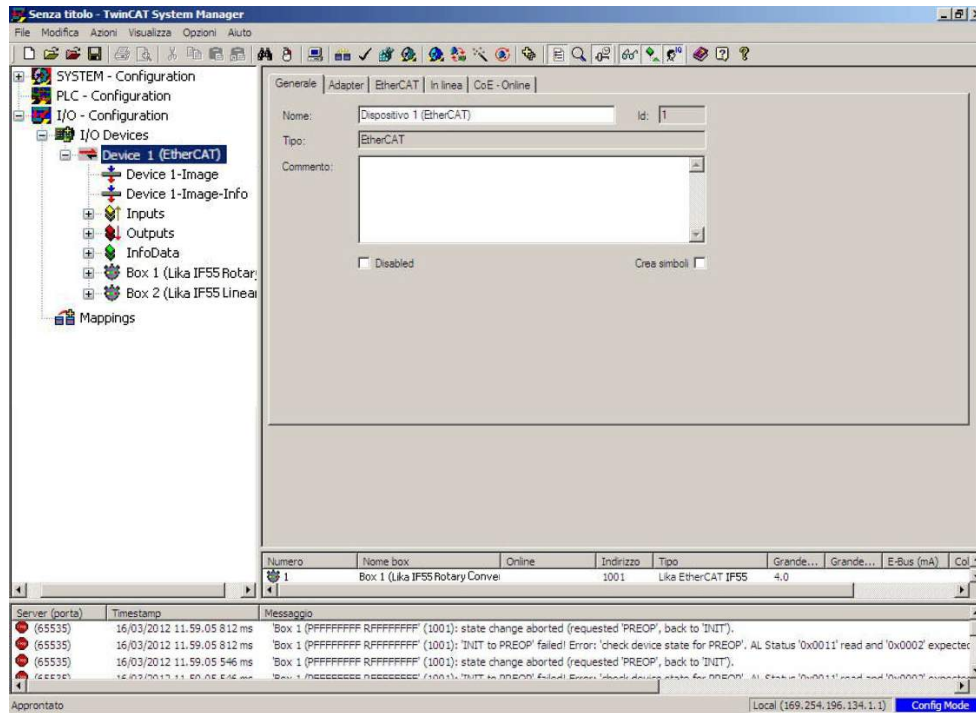 Senza titolo - TwinCAT System Manager
File Modifica Azioni Visualizza Opzioni Aiuto
SYSTEM - Configuration
PLC - Configuration
I/O - Configuration
I/O Devices
Device 1 (EtherCAT)
Device 1-Image
Device 1-Image-Info
Inputs
Outputs
InfoData
Box 1 (Lika IF55 Rotar
Box 2 (Lika IF55 Linea
Mappings
Generale Adapter EtherCAT In linea CoE - Online
Nome: Dispositivo 1 (EtherCAT) Id: 1
Tipo: EtherCAT
Commento:
Disabled Crea simboli
Numero Nome box Online Indirizzo Tipo Grande... Grande... E-Bus (mA) Col
1 Box 1 (Lika IF55 Rotary Conve 1001 Lika EtherCAT IF55 4.0
Server (porta) Timestamp Messaggio
(65535) 16/03/2012 11.59.05 812 ms 'Box 1 (PFFFFFFFF RFFFFFFFF' (1001): state change aborted (requested 'PREOP', back to 'INIT').
(65535) 16/03/2012 11.59.05 812 ms 'Box 1 (PFFFFFFFF RFFFFFFFF' (1001): 'INIT to PREOP' failed! Error: 'check device state for PREOP'. AL Status '0x0011' read and '0x0002' expected
(65535) 16/03/2012 11.59.05 546 ms 'Box 1 (PFFFFFFFF RFFFFFFFF' (1001): state change aborted (requested 'PREOP', back to 'INIT').
Approntato Local (169.254.196.134.1.1) Config Mode